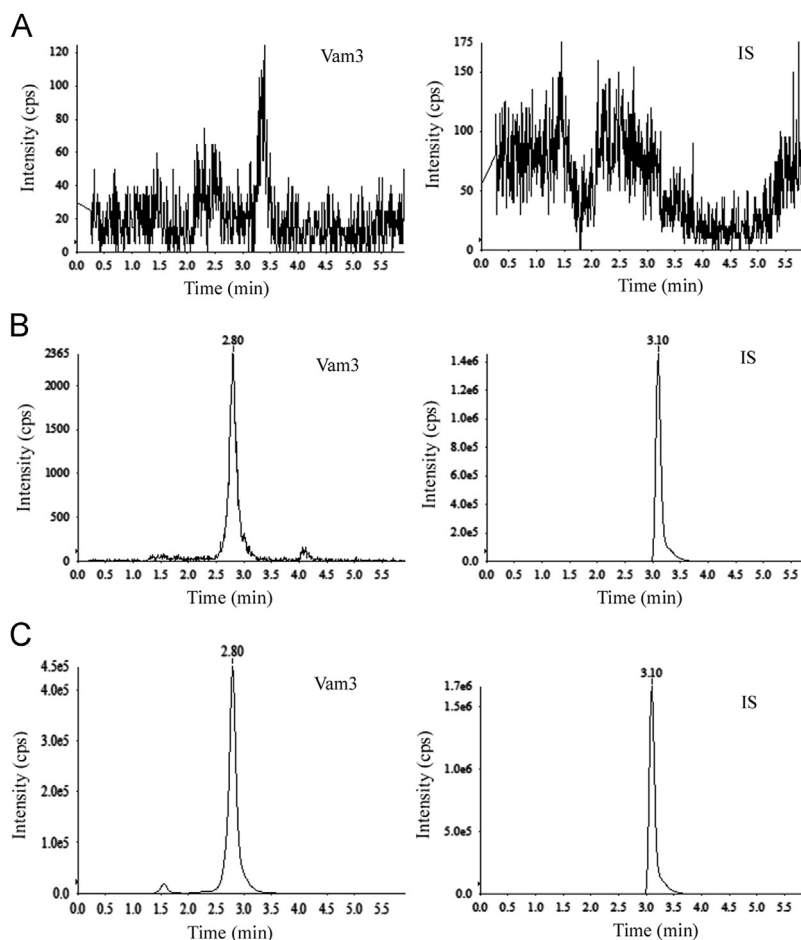 A
Vam3
Intensity (cps)
120
100
80
60
40
20
0
0.0 0.5 1.0 1.5 2.0 2.5 3.0 3.5 4.0 4.5 5.0 5.5
Time (min)
IS
Intensity (cps)
175
150
100
50
0
0.0 0.5 1.0 1.5 2.0 2.5 3.0 3.5 4.0 4.5 5.0 5.5
Time (min)
B
2.80
Vam3
Intensity (cps)
2365
2000
1500
1000
500
0
0.0 0.5 1.0 1.5 2.0 2.5 3.0 3.5 4.0 4.5 5.0 5.5
Time (min)
3.10
IS
Intensity (cps)
1.4e6
1.2e6
1.0e6
8.0e5
6.0e5
4.0e5
2.0e5
0.0
0.0 0.5 1.0 1.5 2.0 2.5 3.0 3.5 4.0 4.5 5.0 5.5
Time (min)
C
2.80
Vam3
Intensity (cps)
4.5e5
4.0e5
3.0e5
2.0e5
1.0e5
0.0
0.0 0.5 1.0 1.5 2.0 2.5 3.0 3.5 4.0 4.5 5.0 5.5
Time (min)
3.10
IS
Intensity (cps)
1.7e6
1.5e6
1.0e6
5.0e5
0.0
0.0 0.5 1.0 1.5 2.0 2.5 3.0 3.5 4.0 4.5 5.0 5.5
Time (min)